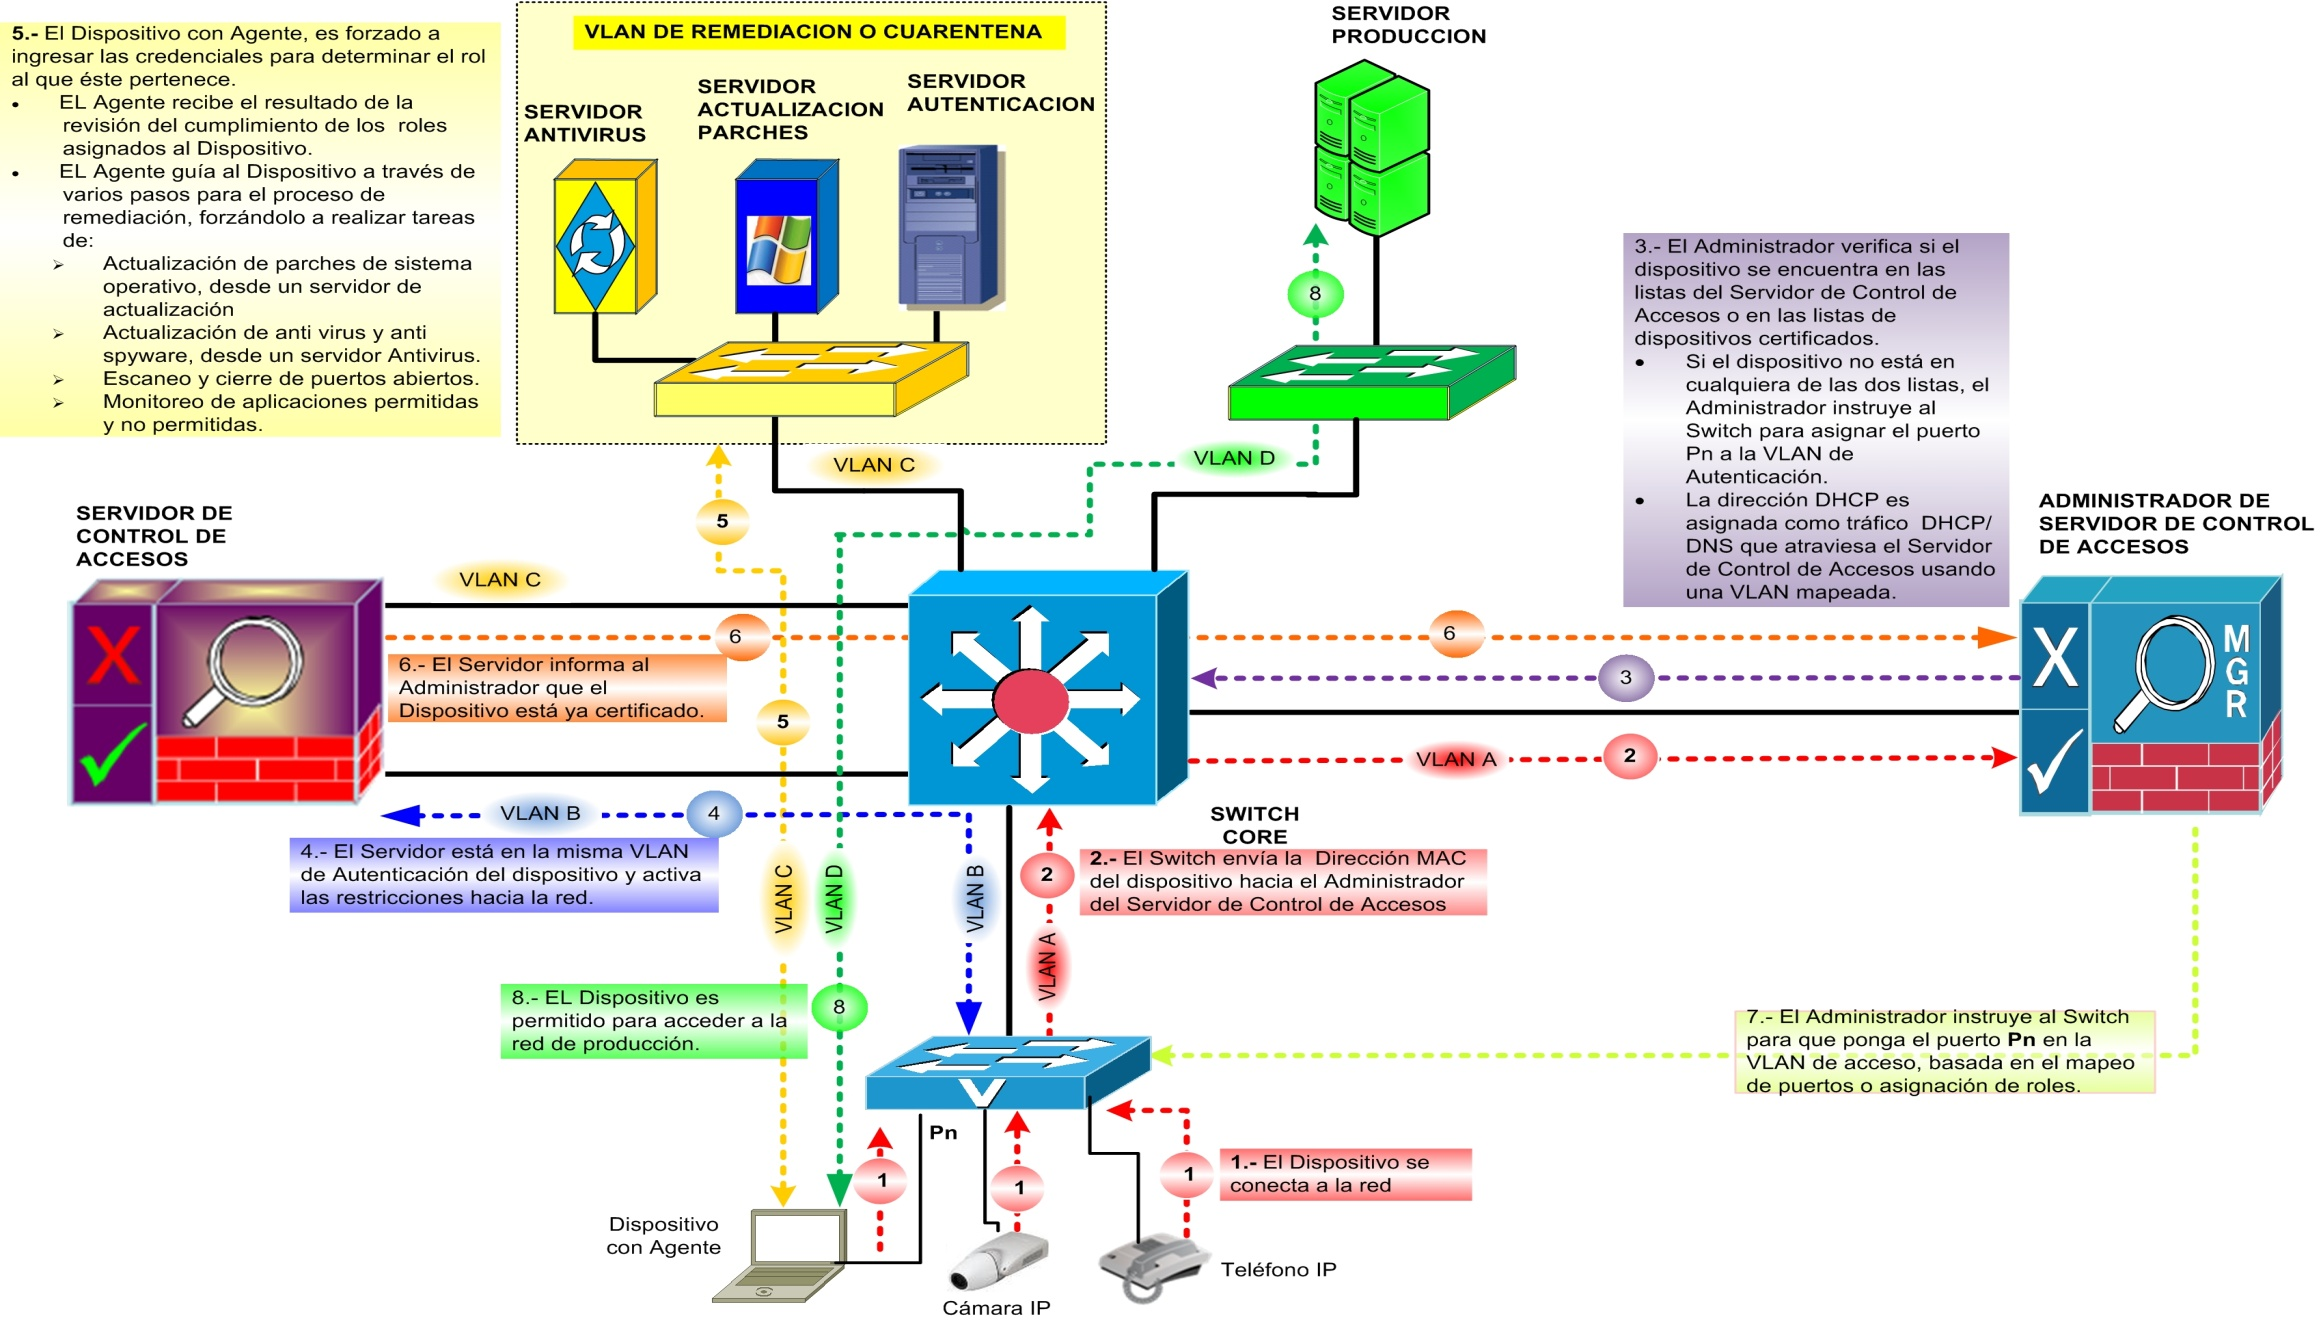 5.- El Dispositivo con Agente, es forzado a
ingresar las credenciales para determinar el rol
al que éste pertenece.
• EL Agente recibe el resultado de la
revisión del cumplimiento de los roles
asignados al Dispositivo.
• EL Agente guía al Dispositivo a través de
varios pasos para el proceso de
remediación, forzándolo a realizar tareas
de:
➢ Actualización de parches de sistema
operativo, desde un servidor de
actualización
➢ Actualización de anti virus y anti
spyware, desde un servidor Antivirus.
➢ Escaneo y cierre de puertos abiertos.
➢ Monitoreo de aplicaciones permitidas
y no permitidas.
VLAN DE REMEDIACION O CUARENTENA
SERVIDOR
ANTIVIRUS
SERVIDOR
ACTUALIZACION
PARCHES
SERVIDOR
AUTENTICACION
SERVIDOR
PRODUCCION
8
3.- El Administrador verifica si el
dispositivo se encuentra en las
listas del Servidor de Control de
Accesos o en las listas de
dispositivos certificados.
• Si el dispositivo no está en
cualquiera de las dos listas, el
Administrador instruye al
Switch para asignar el puerto
Pn a la VLAN de
Autenticación.
• La dirección DHCP es
asignada como tráfico DHCP/
DNS que atraviesa el Servidor
de Control de Accesos usando
una VLAN mapeada.
VLAN C
VLAN D
5
SERVIDOR DE
CONTROL DE
ACCESOS
ADMINISTRADOR DE
SERVIDOR DE CONTROL
DE ACCESOS
VLAN C
6
6
6.- El Servidor informa al
Administrador que el
Dispositivo está ya certificado.
3
MGR
5
VLAN A
2
VLAN B
4
SWITCH
CORE
4.- El Servidor está en la misma VLAN
de Autenticación del dispositivo y activa
las restricciones hacia la red.
VLAN C
VLAN D
VLAN B
2
VLAN A
2.- El Switch envía la Dirección MAC
del dispositivo hacia el Administrador
del Servidor de Control de Accesos
8.- EL Dispositivo es
permitido para acceder a la
red de producción.
8
7.- El Administrador instruye al Switch
para que ponga el puerto Pn en la
VLAN de acceso, basada en el mapeo
de puertos o asignación de roles.
Pn
1
1
1
1.- El Dispositivo se
conecta a la red
Dispositivo
con Agente
Cámara IP
Teléfono IP